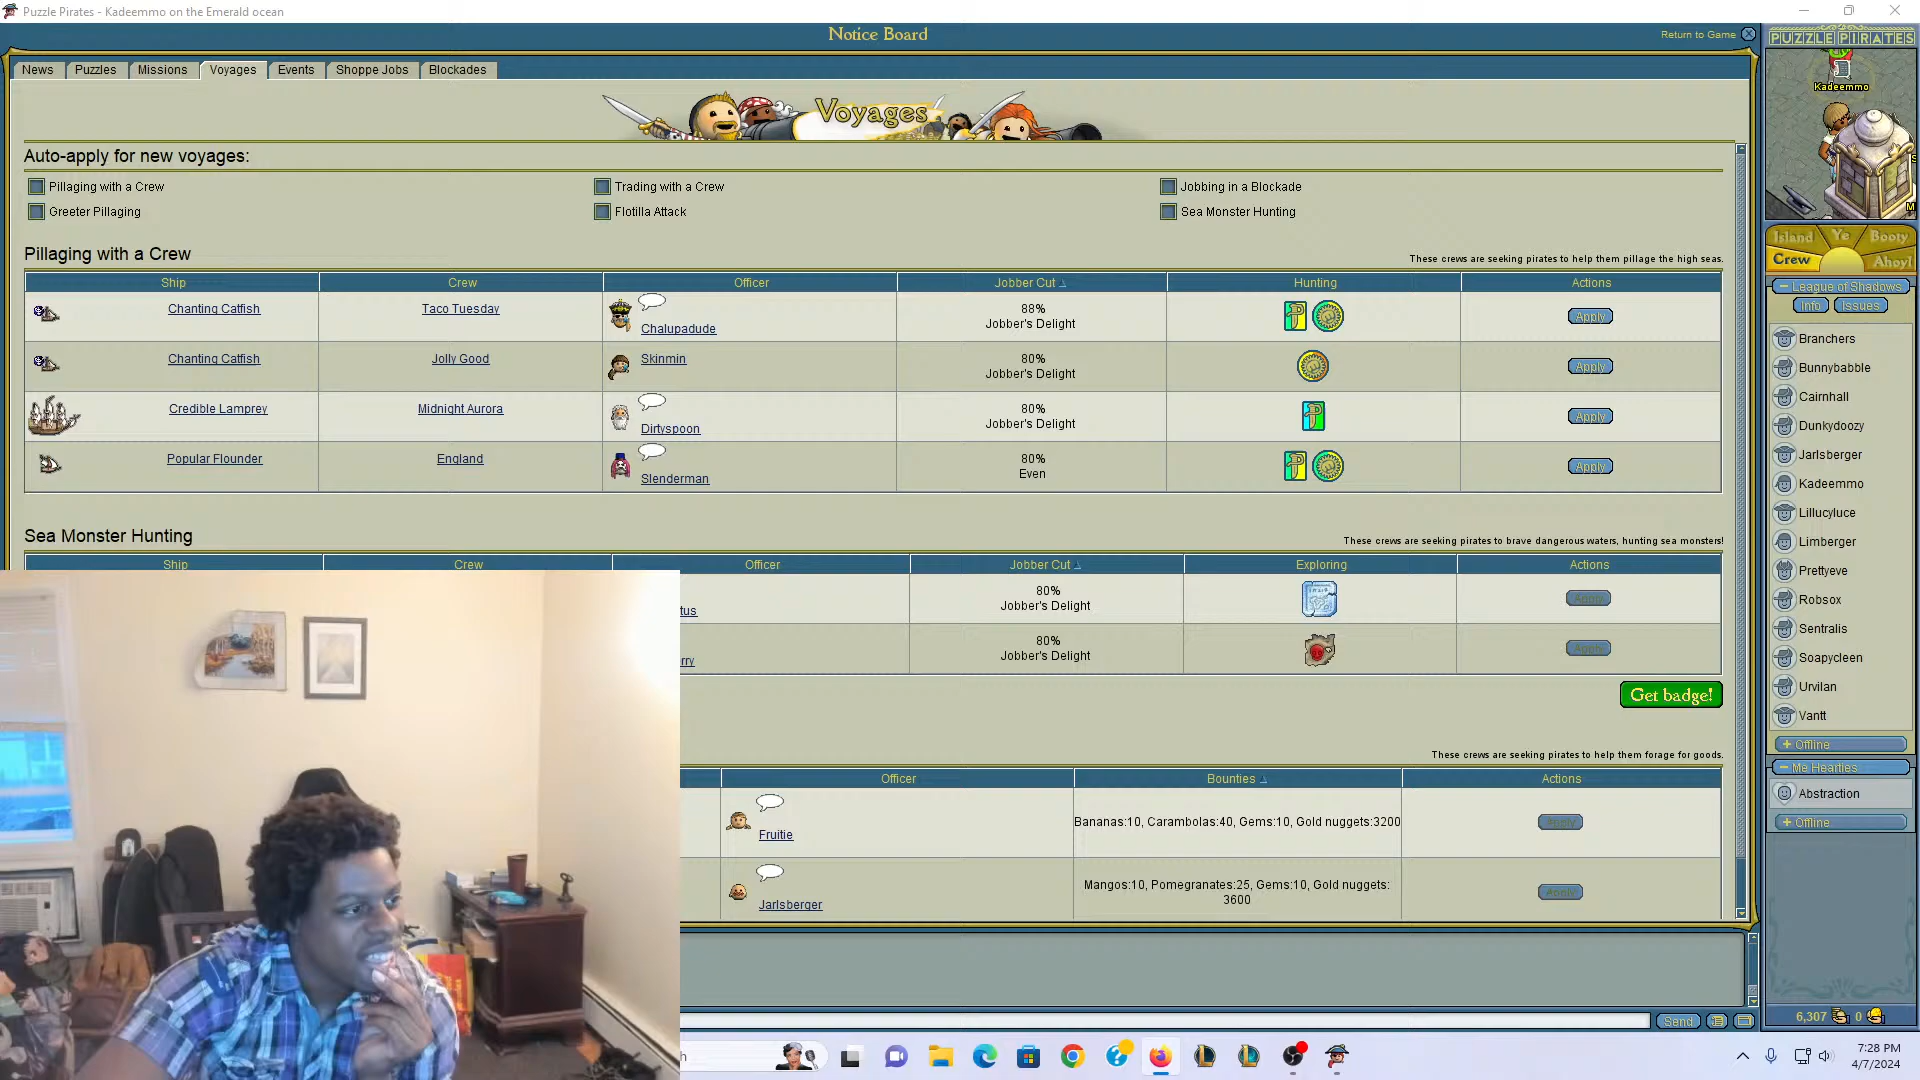 Puzzle Pirates - Kadeemmo on the Emerald ocean
Notice Board
Return to Game
PUZZLE PIRATES
News Puzzles Missions Voyages Events Shoppe Jobs Blockades
Kadeemmo
Voyages
Auto-apply for new voyages:
Pillaging with a Crew Trading with a Crew Jobbing in a Blockade
Greeter Pillaging Flotilla Attack Sea Monster Hunting
Pillaging with a Crew
These crews are seeking pirates to help them pillage the high seas.
Ship Crew Officer Jobber Cut Hunting Actions
Chanting Catfish Taco Tuesday Chalupadude 88% Jobber's Delight Apply
Chanting Catfish Jolly Good Skinmin 80% Jobber's Delight Apply
Credible Lamprey Midnight Aurora Dirtyspoon 80% Jobber's Delight Apply
Popular Flounder England Slenderman 80% Even Apply
Sea Monster Hunting
These crews are seeking pirates to brave dangerous waters, hunting sea monsters!
Ship Crew Officer Jobber Cut Exploring Actions
tus 80% Jobber's Delight Apply
rry 80% Jobber's Delight Apply
Get badge!
These crews are seeking pirates to help them forage for goods.
Officer Bounties Actions
Fruitie Bananas:10, Carambolas:40, Gems:10, Gold nuggets:3200 Apply
Jarlsberger Mangos:10, Pomegranates:25, Gems:10, Gold nuggets:
3600 Apply
Island Ye Booty
Crew Ahoy!
League of Shadows
Info Issues
Branchers
Bunnybabble
Cairnhall
Dunkydoozy
Jarlsberger
Kadeemmo
Lillucyluce
Limberger
Prettyeve
Robsox
Sentralis
Soapycleen
Urvilan
Vantt
+ Offline
Me Hearties
Abstraction
+ Offline
6,307 0
Send
h
7:28 PM
4/7/2024